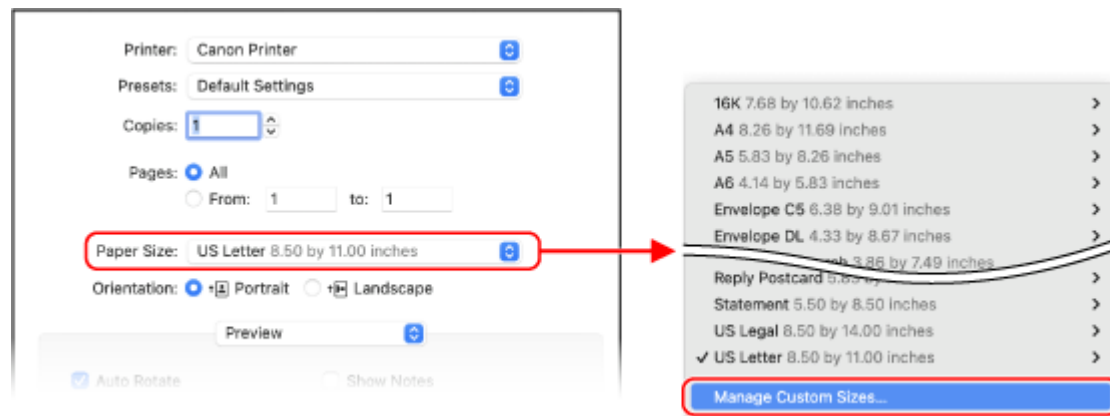 Printer: Canon Printer
Presets: Default Settings
Copies: 1
Pages: All
From: 1 to: 1
Paper Size: US Letter 8.50 by 11.00 inches
Orientation: Portrait Landscape
Preview
Auto Rotate Show Notes
16K 7.68 by 10.62 inches
A4 8.26 by 11.69 inches
A5 5.83 by 8.26 inches
A6 4.14 by 5.83 inches
Envelope C5 6.38 by 9.01 inches
Envelope DL 4.33 by 8.67 inches
3.86 by 7.49 inches
Reply Postcard
Statement 5.50 by 8.50 inches
US Legal 8.50 by 14.00 inches
✓ US Letter 8.50 by 11.00 inches
Manage Custom Sizes...